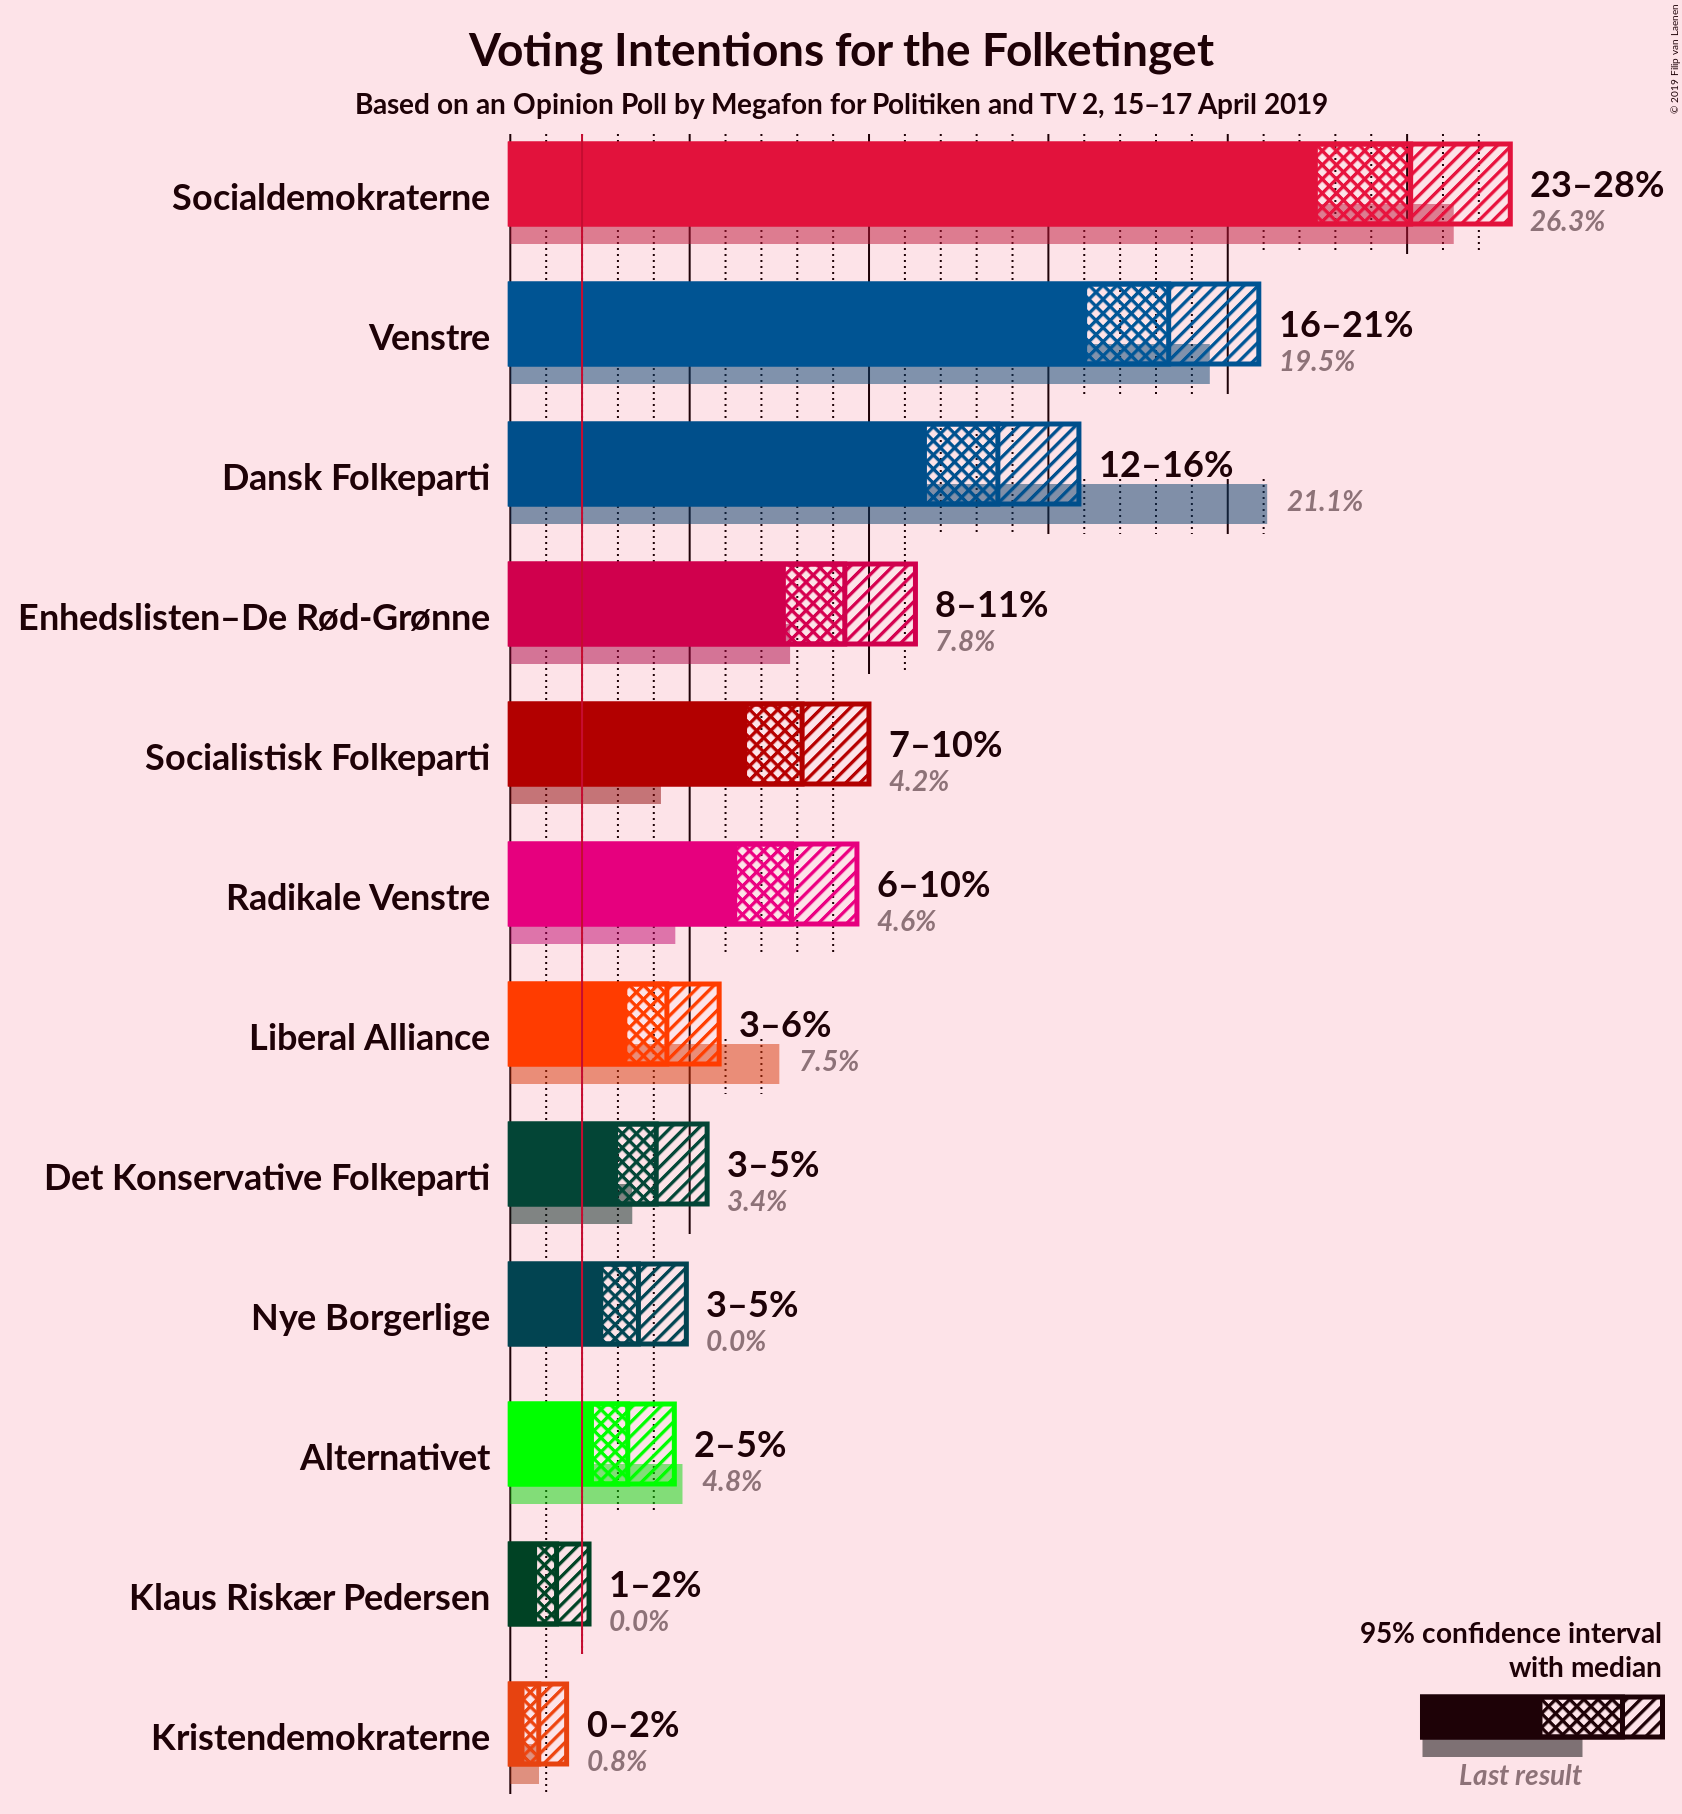 Voting Intentions for the Folketinget
Based on an Opinion Poll by Megafon for Politiken and TV 2, 15–17 April 2019
© 2019 Filip van Laenen
Socialdemokraterne
23–28%
26.3%
Venstre
16–21%
19.5%
Dansk Folkeparti
12–16%
21.1%
Enhedslisten–De Rød-Grønne
8–11%
7.8%
Socialistisk Folkeparti
7–10%
4.2%
Radikale Venstre
6–10%
4.6%
Liberal Alliance
3–6%
7.5%
Det Konservative Folkeparti
3–5%
3.4%
Nye Borgerlige
3–5%
0.0%
Alternativet
2–5%
4.8%
Klaus Riskær Pedersen
1–2%
0.0%
Kristendemokraterne
0–2%
0.8%
95% confidence interval
with median
Last result